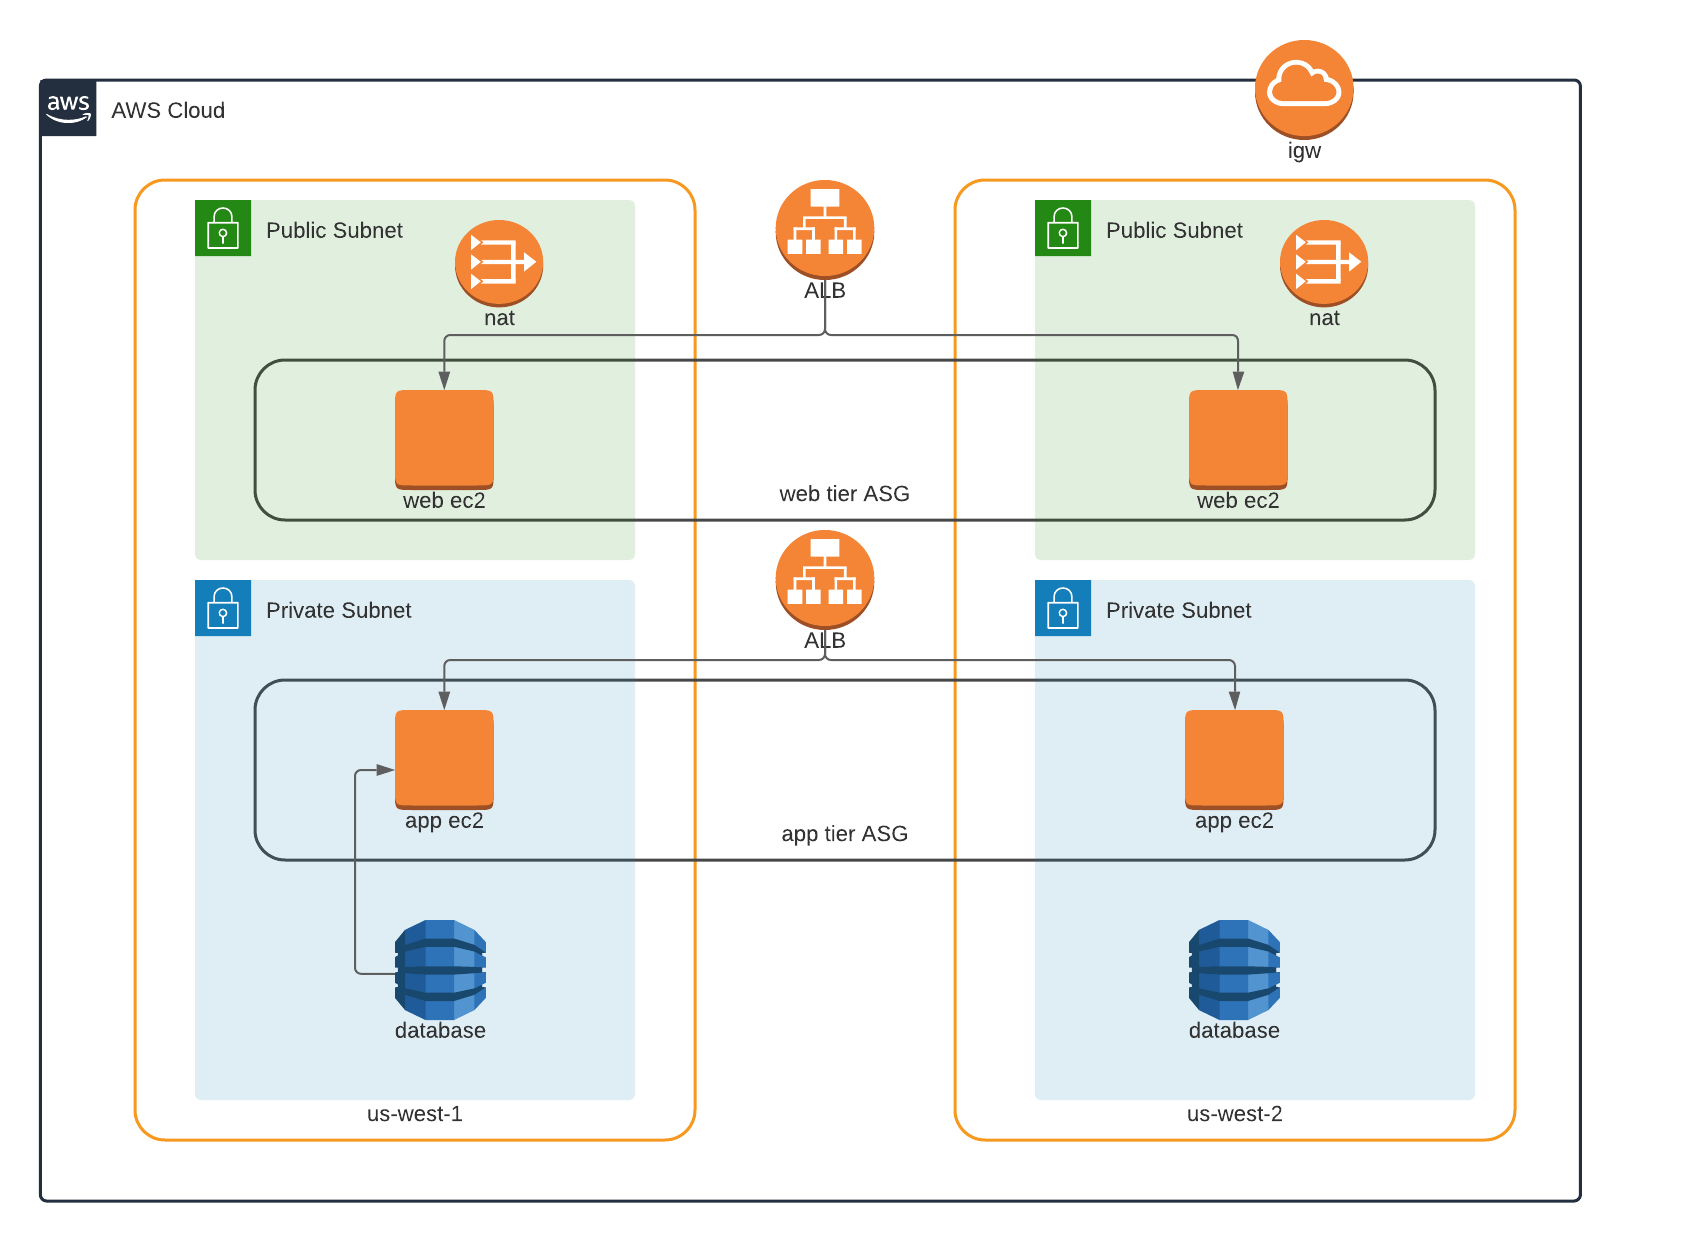 aws
AWS Cloud
igw
Public Subnet
nat
ALB
Public Subnet
nat
web ec2
web tier ASG
web ec2
Private Subnet
ALB
Private Subnet
app ec2
app tier ASG
app ec2
database
database
us-west-1
us-west-2